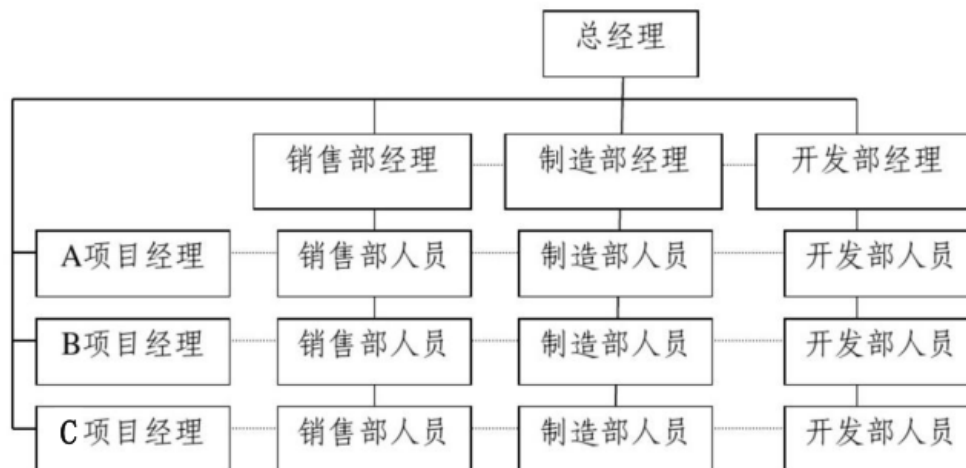 总经理
销售部经理 制造部经理 开发部经理
A项目经理 销售部人员 制造部人员 开发部人员
B项目经理 销售部人员 制造部人员 开发部人员
C项目经理 销售部人员 制造部人员 开发部人员